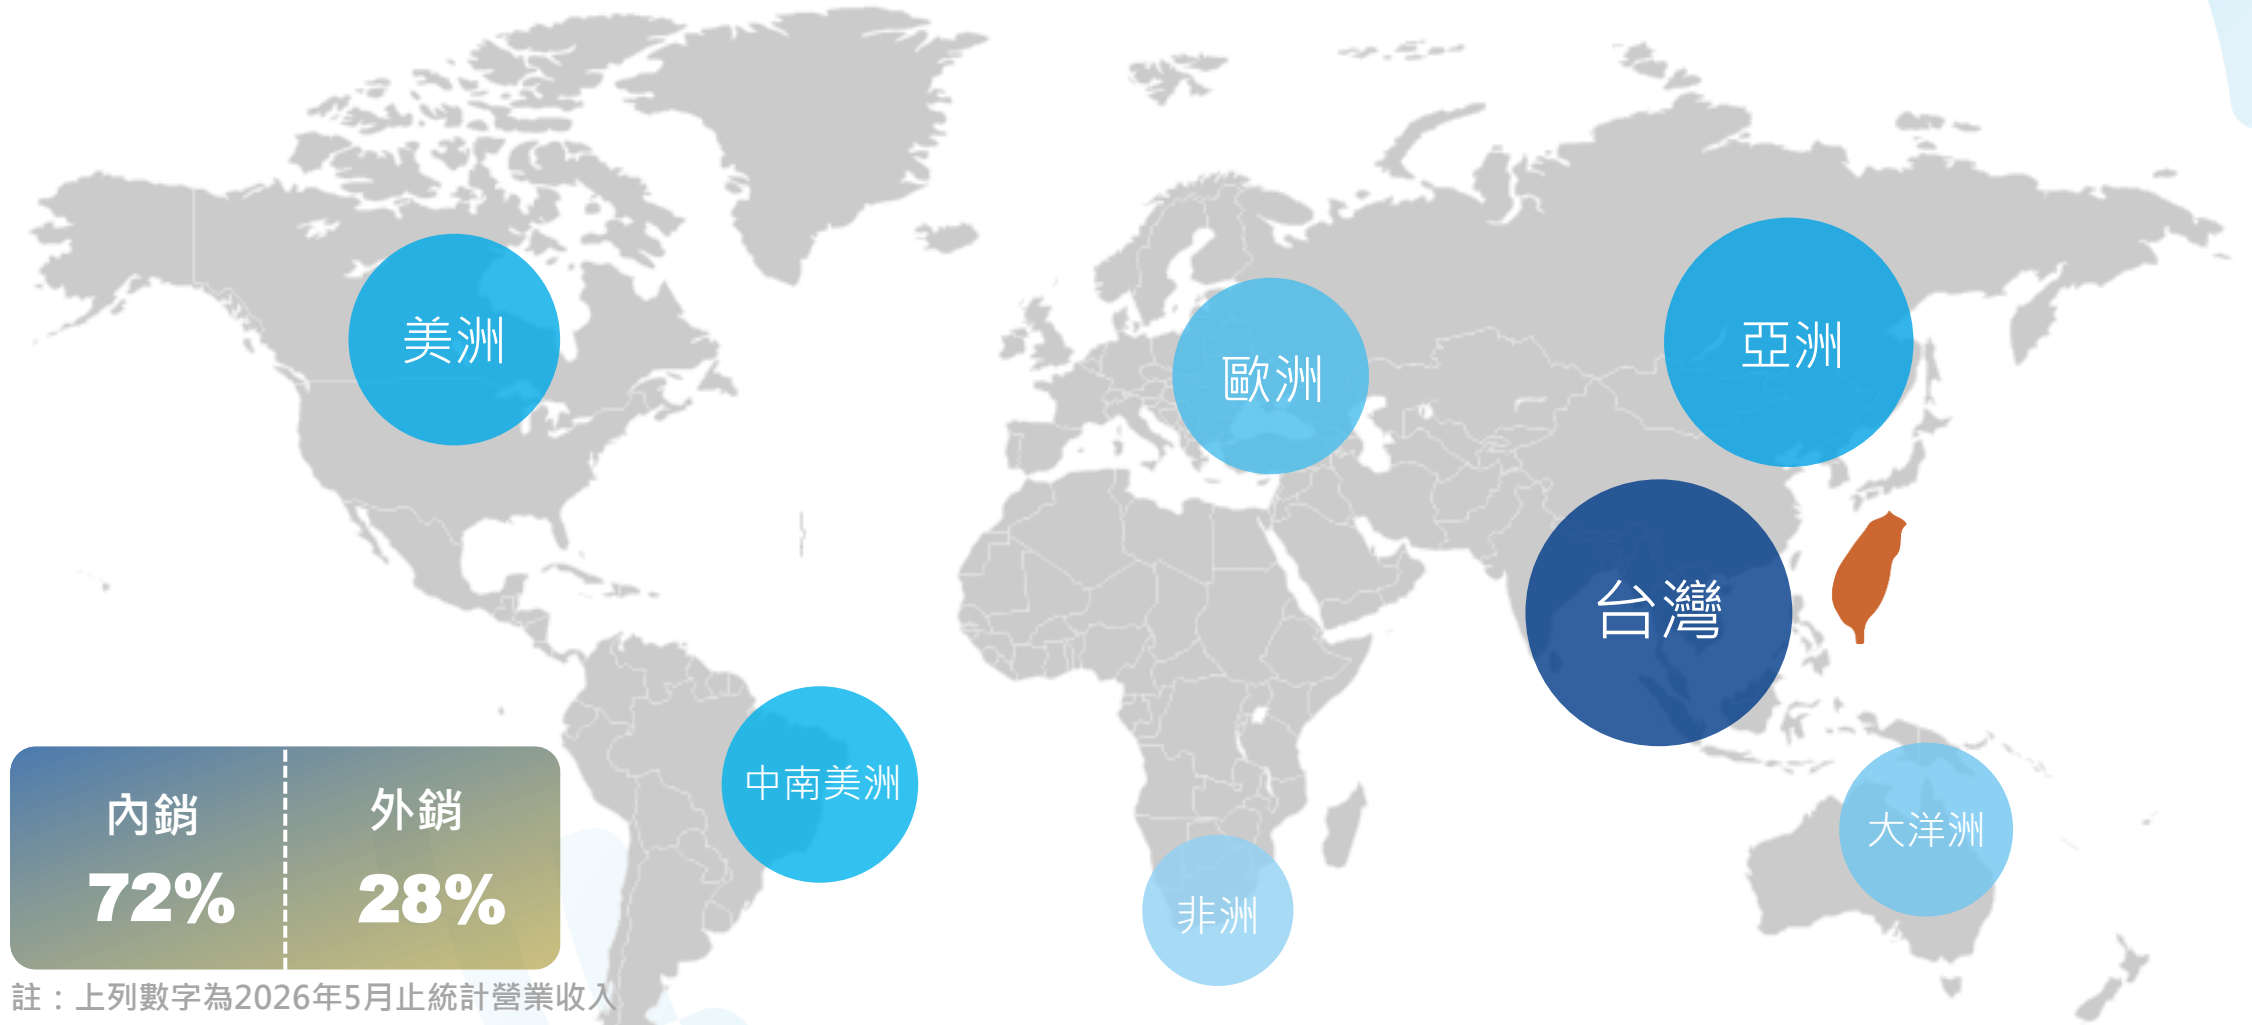 美洲
歐洲
亞洲
台灣
中南美洲
大洋洲
非洲
內銷
72%
外銷
28%
註：上列數字為2026年5月止統計營業收入